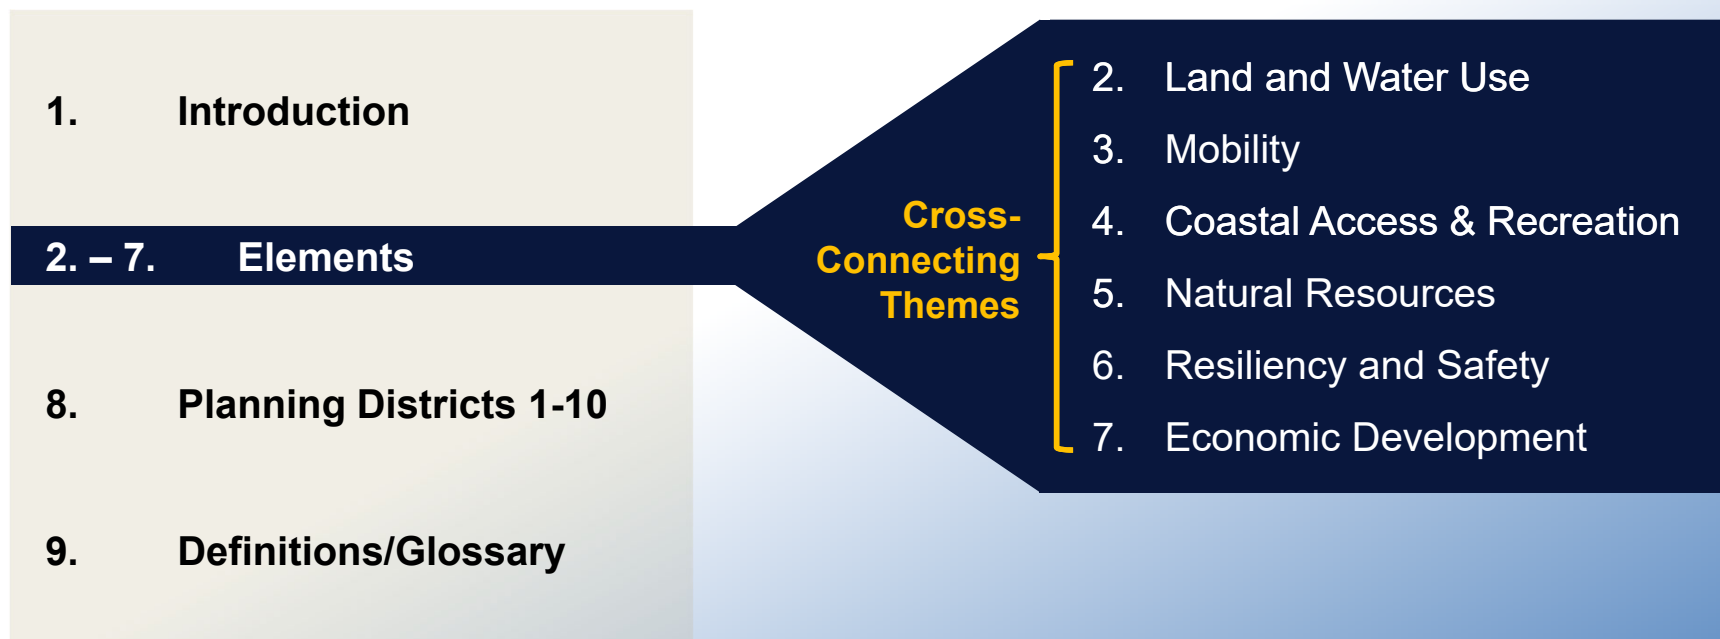 1. Introduction
2. – 7. Elements
8. Planning Districts 1-10
9. Definitions/Glossary
Cross-
Connecting
Themes
2. Land and Water Use
3. Mobility
4. Coastal Access & Recreation
5. Natural Resources
6. Resiliency and Safety
7. Economic Development